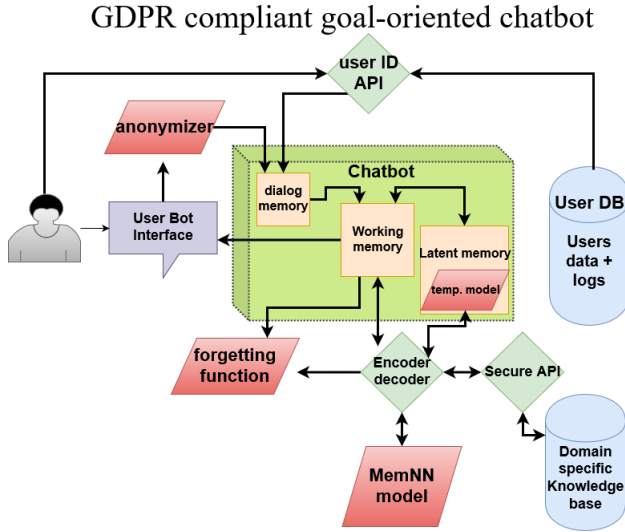 GDPR compliant goal-oriented chatbot
user ID
API
anonymizer
Chatbot
dialog
memory
User DB
Users
data +
logs
User Bot
Interface
Working
memory
Latent memory
temp. model
forgetting
function
Encoder
decoder
Secure API
MemNN
model
Domain
specific
Knowledge
base